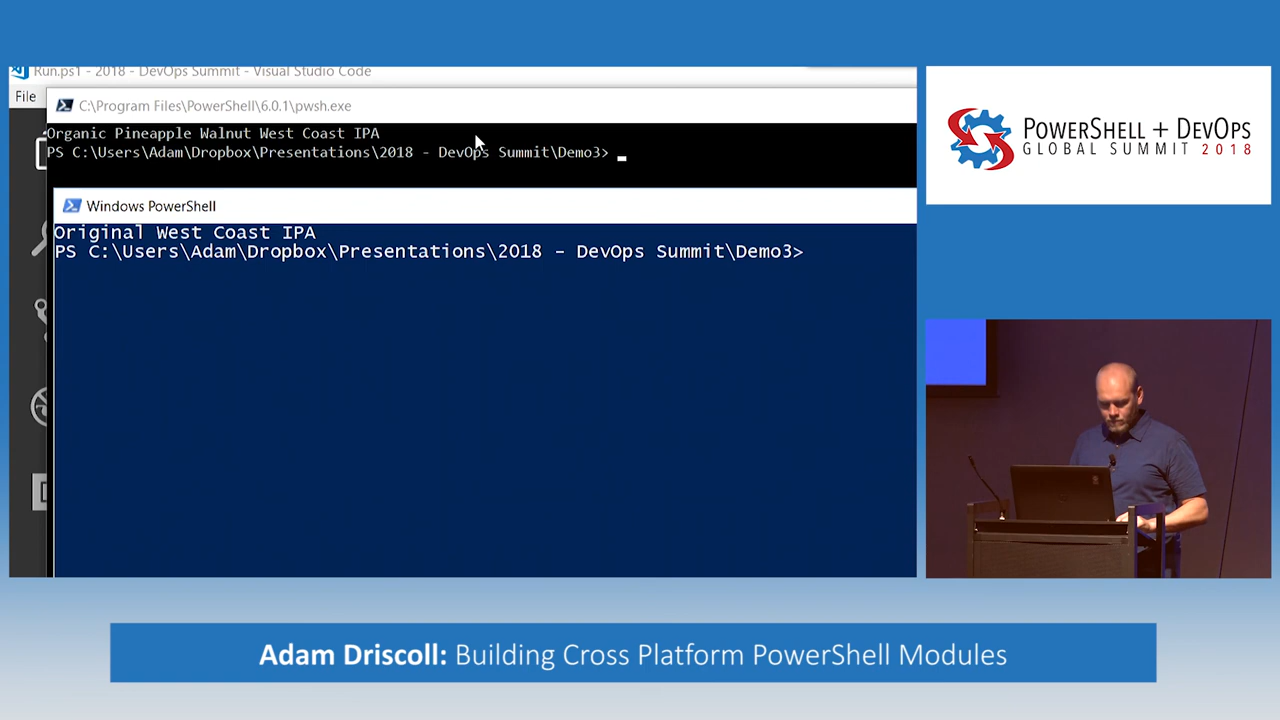 Run.ps1 - 2018 - DevOps Summit - Visual Studio Code
File
C:\Program Files\PowerShell\6.0.1\pwsh.exe
Organic Pineapple Walnut West Coast IPA
PS C:\Users\Adam\Dropbox\Presentations\2018 - DevOps Summit\Demo3>
Windows PowerShell
Original West Coast IPA
PS C:\Users\Adam\Dropbox\Presentations\2018 - DevOps Summit\Demo3>
POWERSHELL + DEVOPS
GLOBAL SUMMIT 2018
Adam Driscoll: Building Cross Platform PowerShell Modules